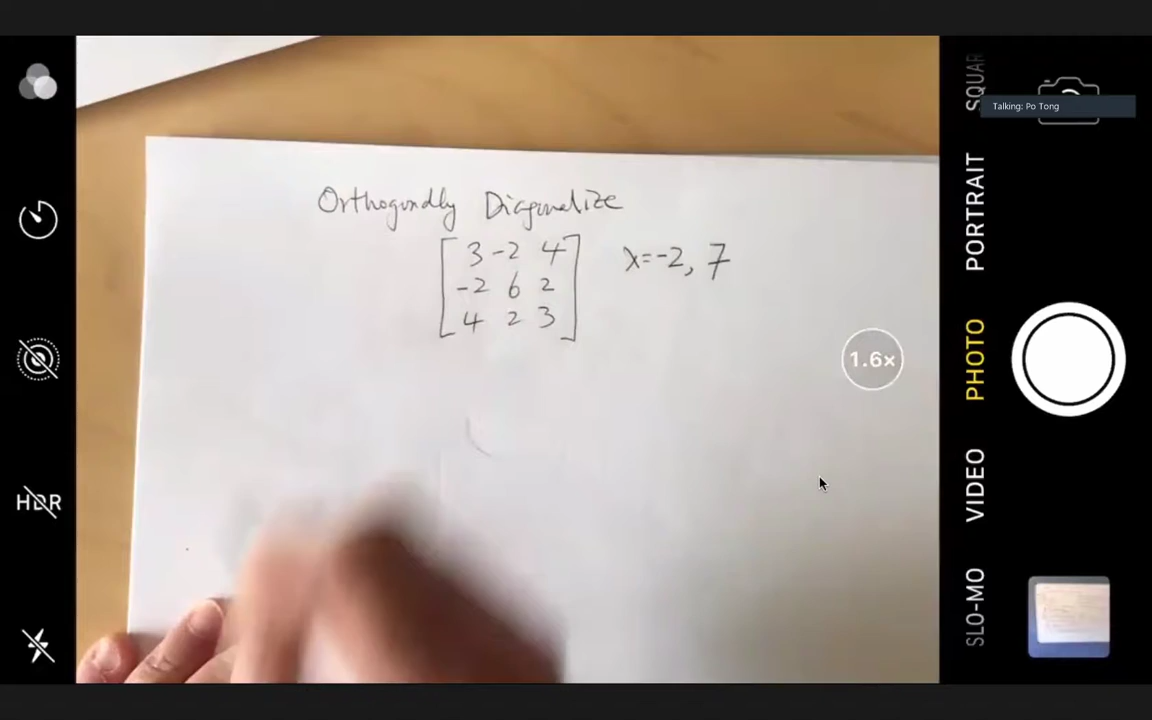 Talking: Po Tong
Orthogondly Diagonalize
[3 -2 4]
[-2 6 2]
[4 2 3]
λ=-2, 7
1.6×
HDR
SQUAR
PORTRAIT
PHOTO
VIDEO
SLO-MO